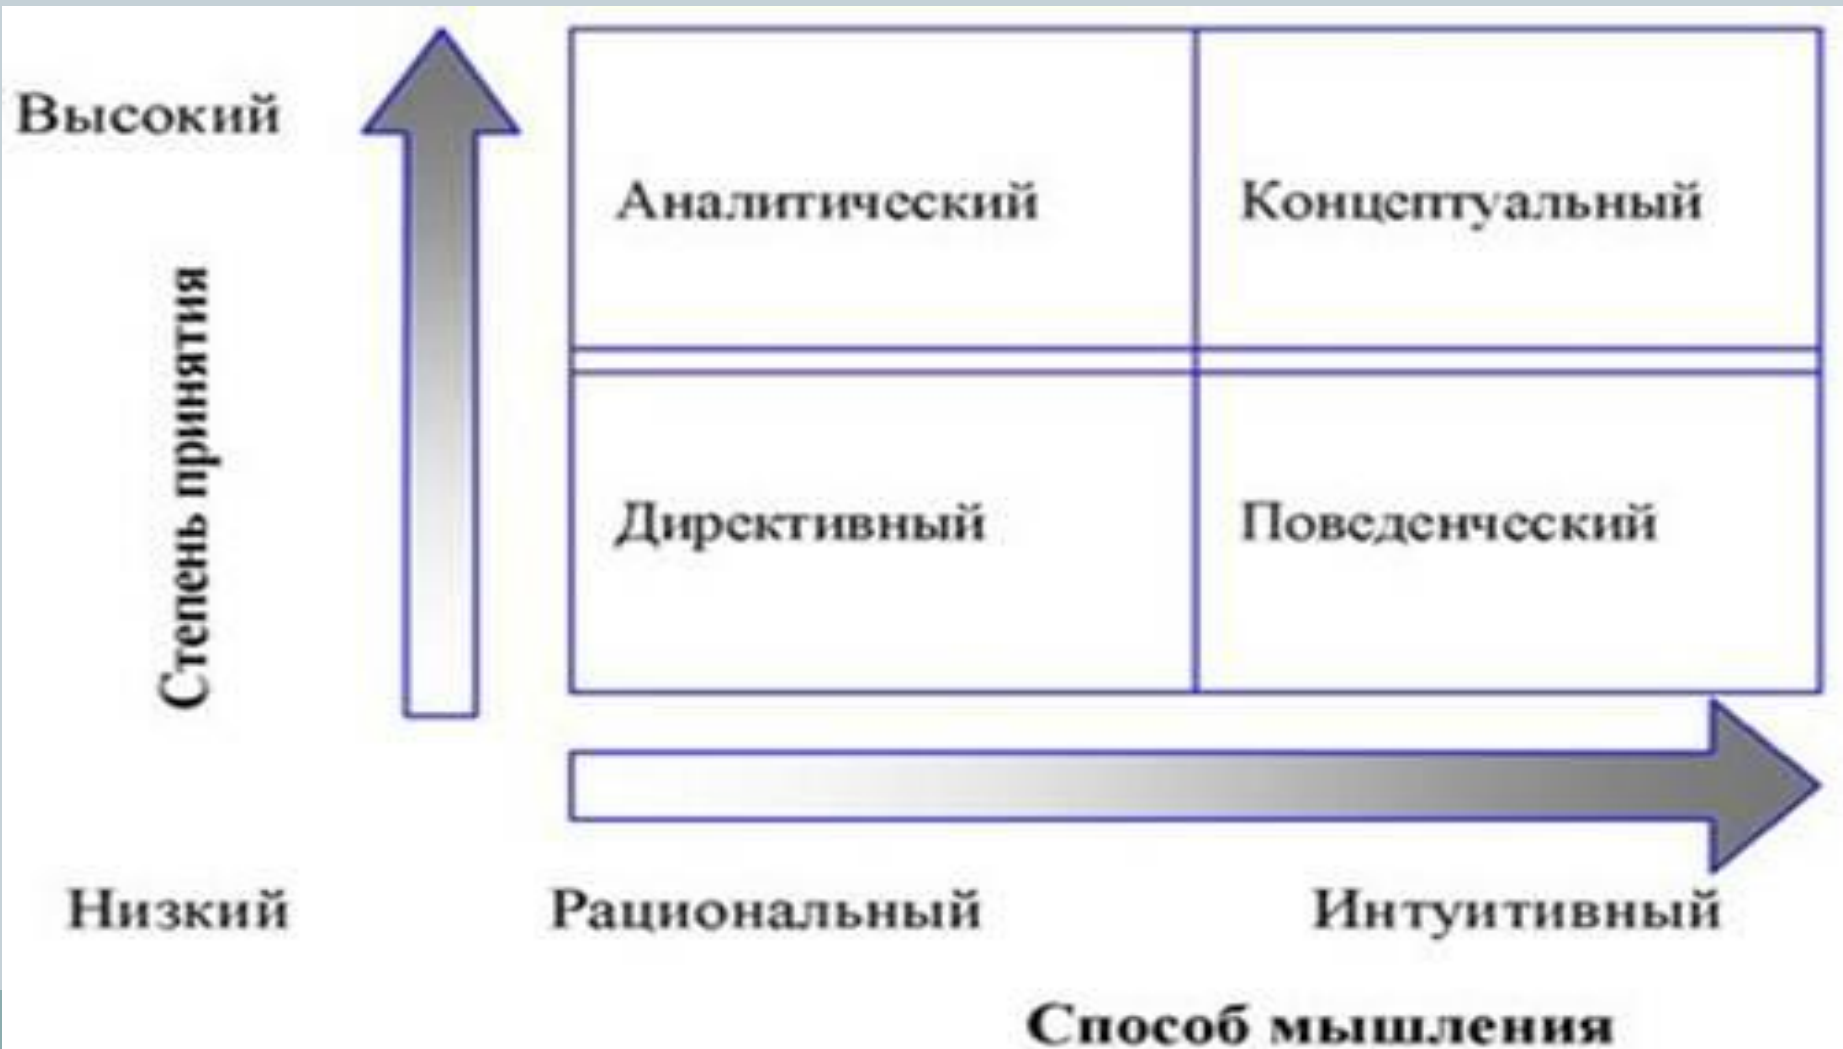 Высокий
Аналитический
Концептуальный
Степень принятия
Директивный
Поведенческий
Низкий
Рациональный
Интуитивный
Способ мышления